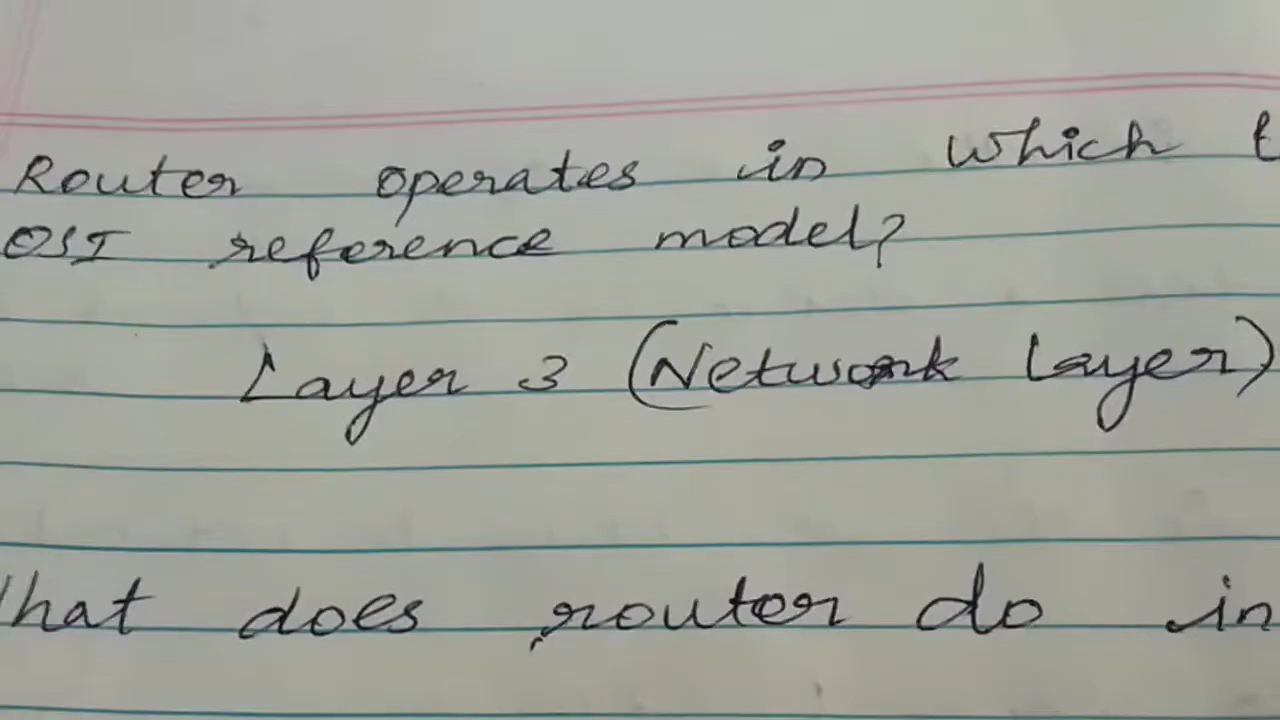 Router operates in which
OSI reference model?
Layer 3 (Network Layer)
hat does router do in